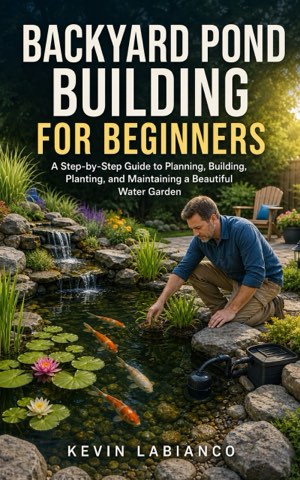 BACKYARD POND
BUILDING
FOR BEGINNERS
A Step-by-Step Guide to Planning, Building,
Planting, and Maintaining a Beautiful
Water Garden
KEVIN LABIANCO